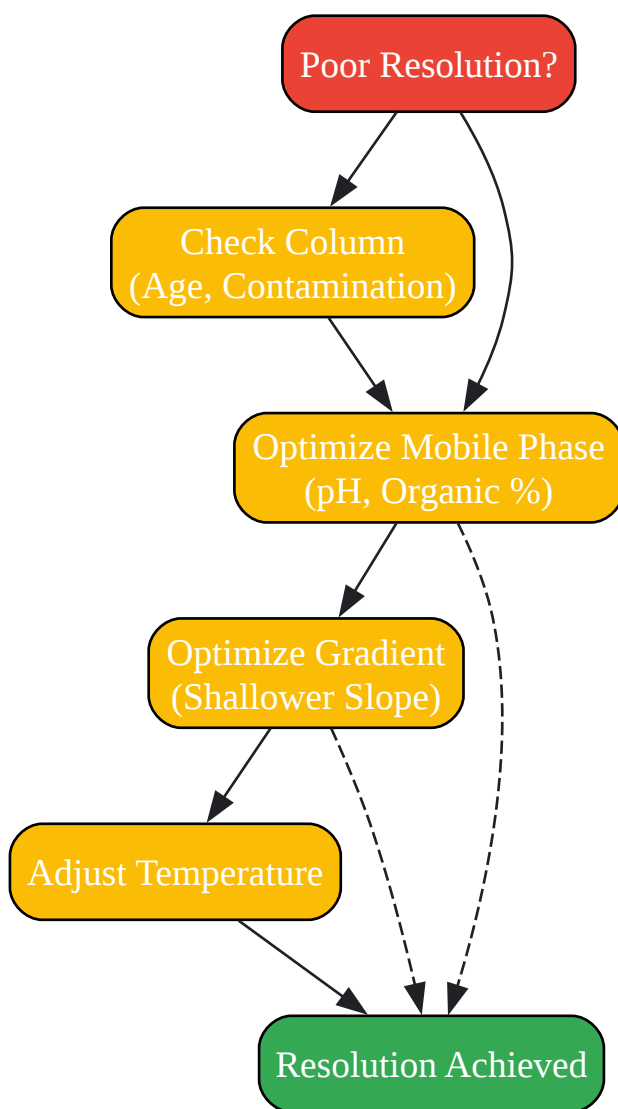 Poor Resolution?
Check Column
(Age, Contamination)
Optimize Mobile Phase
(pH, Organic %)
Optimize Gradient
(Shallower Slope)
Adjust Temperature
Resolution Achieved